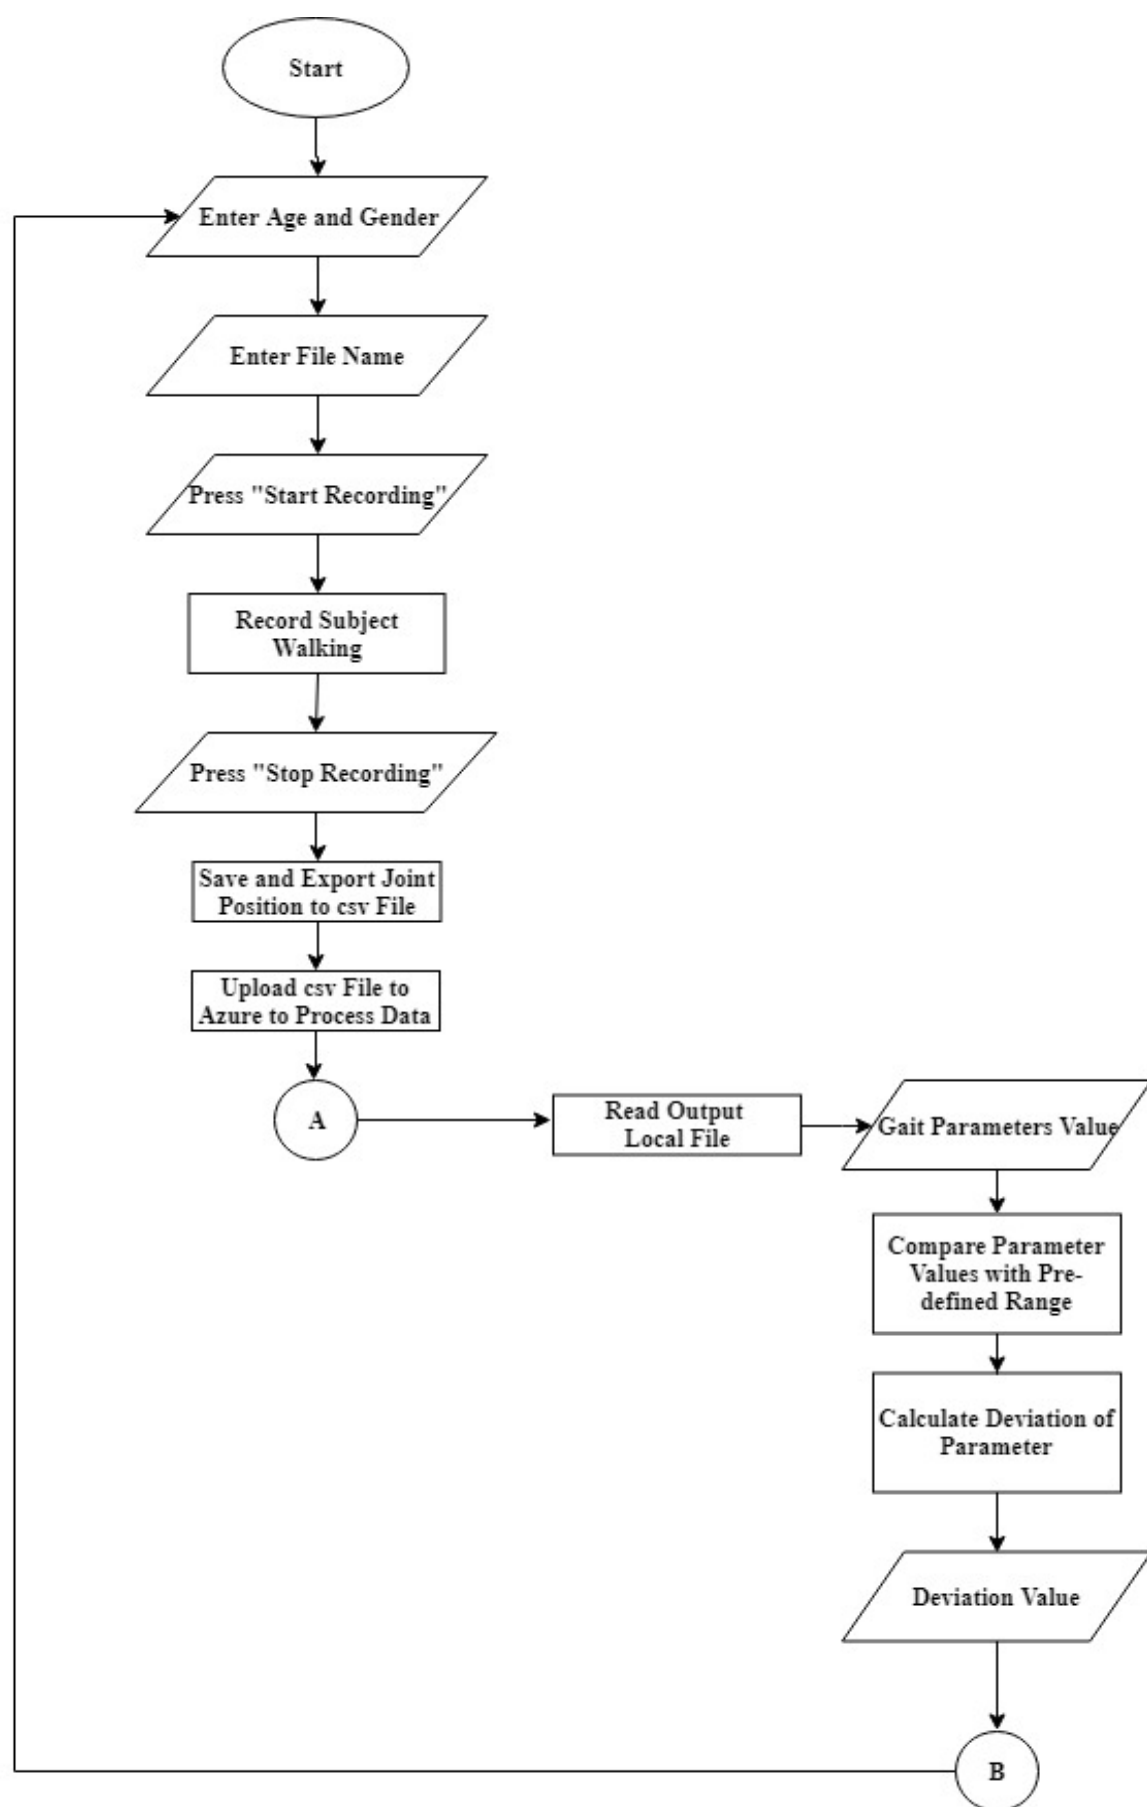 Start
Enter Age and Gender
Enter File Name
Press "Start Recording"
Record Subject
Walking
Press "Stop Recording"
Save and Export Joint
Position to csv File
Upload csv File to
Azure to Process Data
A
Read Output
Local File
Gait Parameters Value
Compare Parameter
Values with Pre-
defined Range
Calculate Deviation of
Parameter
Deviation Value
B